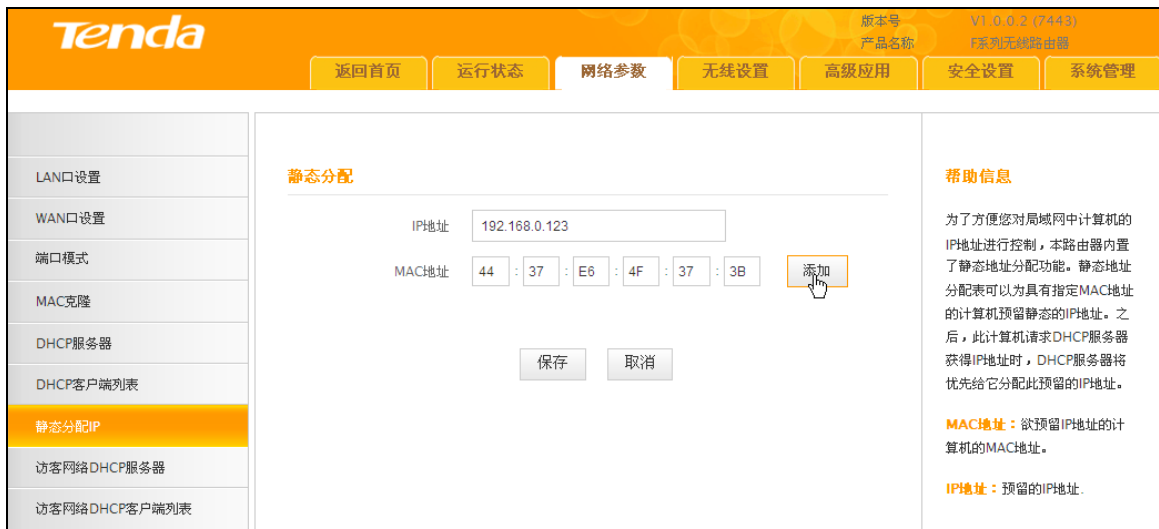 Tenda
版本号 V1.0.0.2 (7443)
产品名称 F系列无线路由器
返回首页 运行状态 网络参数 无线设置 高级应用 安全设置 系统管理
LAN口设置
WAN口设置
端口模式
MAC克隆
DHCP服务器
DHCP客户端列表
静态分配IP
访客网络DHCP服务器
访客网络DHCP客户端列表
静态分配
IP地址 192.168.0.123
MAC地址 44 : 37 : E6 : 4F : 37 : 3B 添加
保存 取消
帮助信息
为了方便您对局域网中计算机的
IP地址进行控制，本路由器内置
了静态地址分配功能。静态地址
分配表可以为具有指定MAC地址
的计算机预留静态的IP地址。之
后，此计算机请求DHCP服务器
获得IP地址时，DHCP服务器将
优先给它分配此预留的IP地址。
MAC地址：欲预留IP地址的计
算机的MAC地址。
IP地址：预留的IP地址.